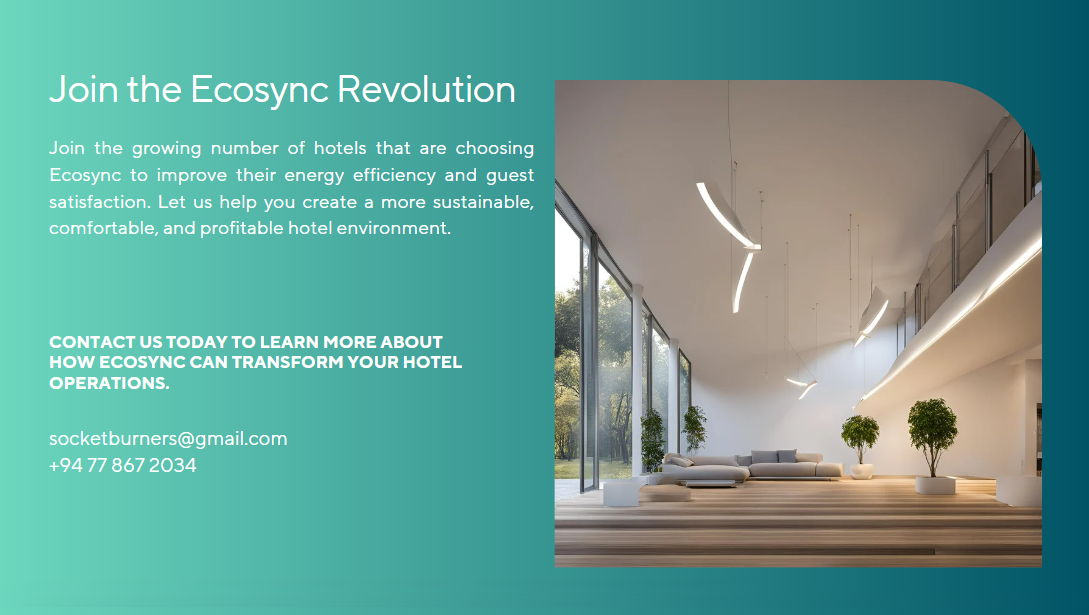 Join the Ecosync Revolution
Join the growing number of hotels that are choosing
Ecosync to improve their energy efficiency and guest
satisfaction. Let us help you create a more sustainable,
comfortable, and profitable hotel environment.
CONTACT US TODAY TO LEARN MORE ABOUT
HOW ECOSYNC CAN TRANSFORM YOUR HOTEL
OPERATIONS.
socketburners@gmail.com
+94 77 867 2034